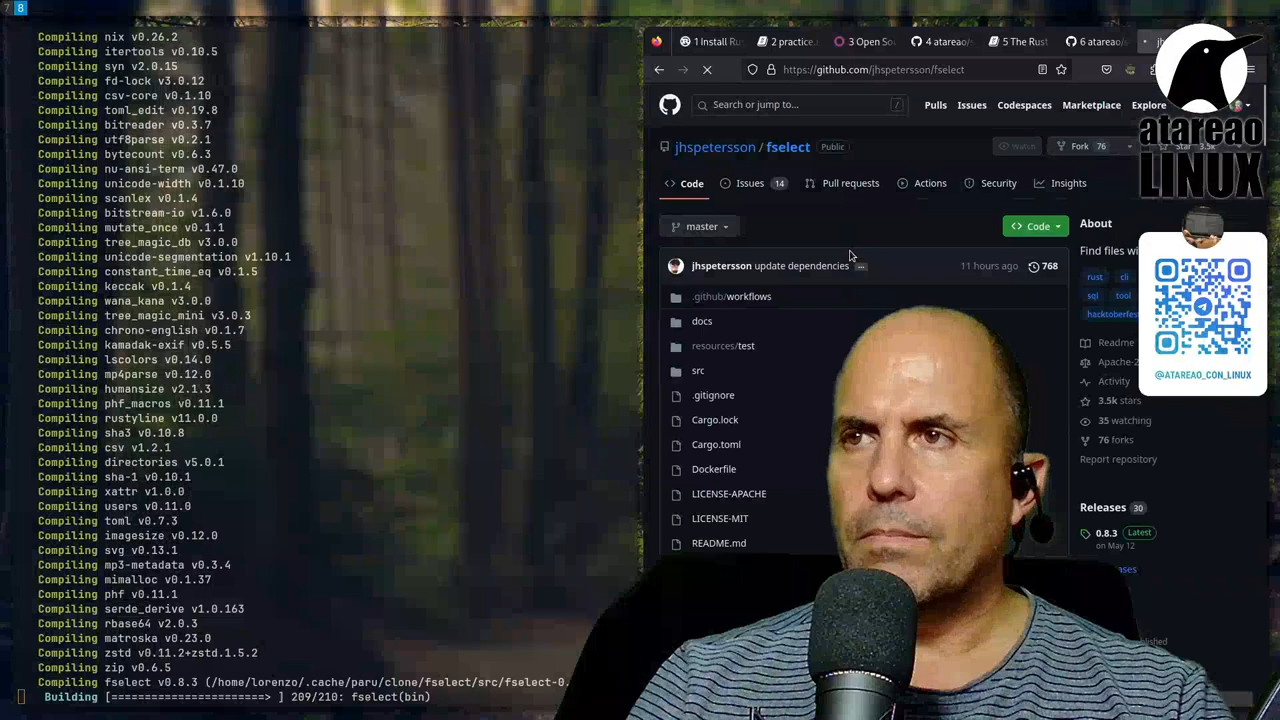 7 8
Compiling nix v0.26.2
Compiling itertools v0.10.5
Compiling syn v2.0.15
Compiling fd-lock v3.0.12
Compiling csv-core v0.1.10
Compiling toml_edit v0.19.8
Compiling bitreader v0.3.7
Compiling utf8parse v0.2.1
Compiling bytecount v0.6.3
Compiling nu-ansi-term v0.47.0
Compiling unicode-width v0.1.10
Compiling scanlex v0.1.4
Compiling bitstream-io v1.6.0
Compiling mutate_once v0.1.1
Compiling tree_magic_db v3.0.0
Compiling unicode-segmentation v1.10.1
Compiling constant_time_eq v0.1.5
Compiling keccak v0.1.4
Compiling wana_kana v3.0.0
Compiling tree_magic_mini v3.0.3
Compiling chrono-english v0.1.7
Compiling kamadak-exif v0.5.5
Compiling lscolors v0.14.0
Compiling mp4parse v0.12.0
Compiling humansize v2.1.3
Compiling phf_macros v0.11.1
Compiling rustyline v11.0.0
Compiling sha3 v0.10.8
Compiling csv v1.2.1
Compiling directories v5.0.1
Compiling sha-1 v0.10.1
Compiling xattr v1.0.0
Compiling users v0.11.0
Compiling toml v0.7.3
Compiling imagesize v0.12.0
Compiling svg v0.13.1
Compiling mp3-metadata v0.3.4
Compiling mimalloc v0.1.37
Compiling phf v0.11.1
Compiling serde_derive v1.0.163
Compiling rbase64 v2.0.3
Compiling matroska v0.23.0
Compiling zstd v0.11.2+zstd.1.5.2
Compiling zip v0.6.5
Compiling fselect v0.8.3 (/home/lorenzo/.cache/paru/clone/fselect/src/fselect-0.
Building [=======================> ] 209/210: fselect(bin)
1 Install Rus 2 practice. 3 Open So 4 atareao/ 5 The Rust 6 atareao/
https://github.com/jhspetersson/fselect
Search or jump to... / Pulls Issues Codespaces Marketplace Explore
jhspetersson / fselect Public Watch Fork 76 Star 3.5k
Code Issues 14 Pull requests Actions Security Insights
master Code
jhspetersson update dependencies ... 11 hours ago 768
.github/workflows
docs
resources/test
src
.gitignore
Cargo.lock
Cargo.toml
Dockerfile
LICENSE-APACHE
LICENSE-MIT
README.md
About
Find files wi
rust cli
sql tool
hacktoberfes
Readme
Apache-2
Activity
3.5k stars
35 watching
76 forks
Report repository
Releases 30
0.8.3 Latest
on May 12
ases
blished
atareao
LINUX
@ATAREAO_CON_LINUX